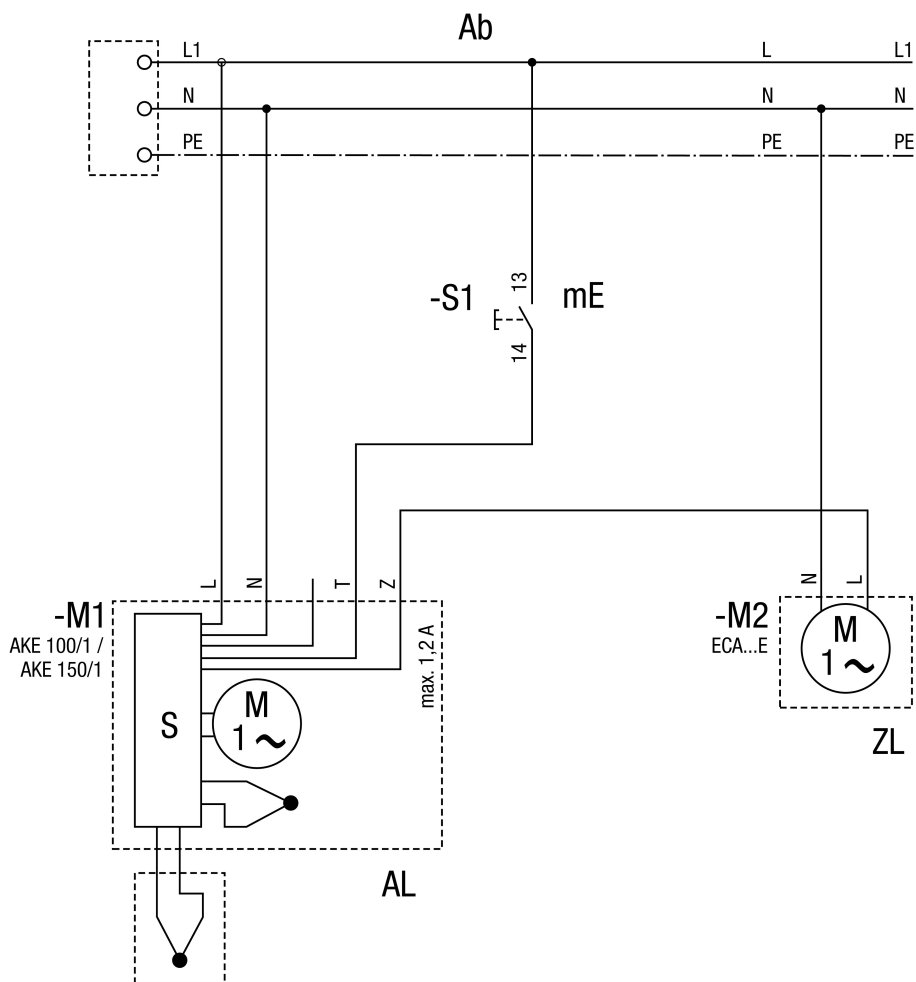 Ab
L1 L L1
N N N
PE PE PE
13
-S1 mE
14
L N T Z
N L
-M1
AKE 100/1 /
AKE 150/1
max. 1,2 A
-M2
ECA...E
M
1 ~
ZL
M
1 ~
S
AL